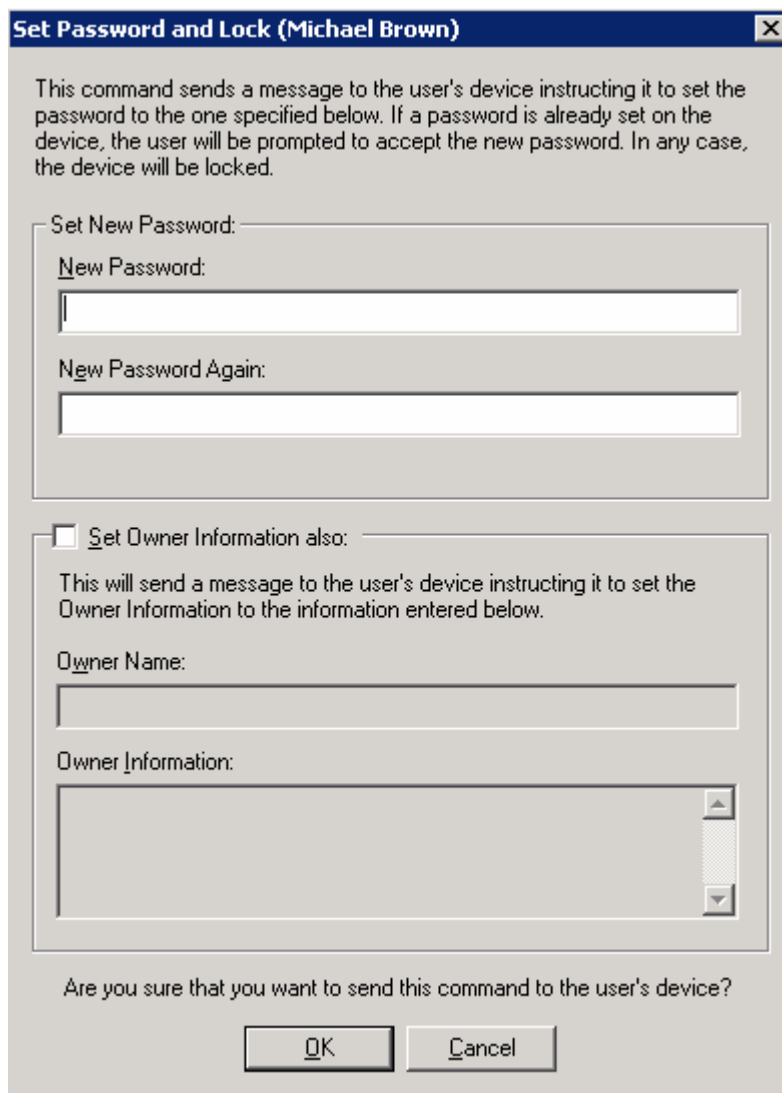 Set Password and Lock (Michael Brown)
This command sends a message to the user's device instructing it to set the
password to the one specified below. If a password is already set on the
device, the user will be prompted to accept the new password. In any case,
the device will be locked.
Set New Password:
New Password:
New Password Again:
Set Owner Information also:
This will send a message to the user's device instructing it to set the
Owner Information to the information entered below.
Owner Name:
Owner Information:
Are you sure that you want to send this command to the user's device?
OK
Cancel